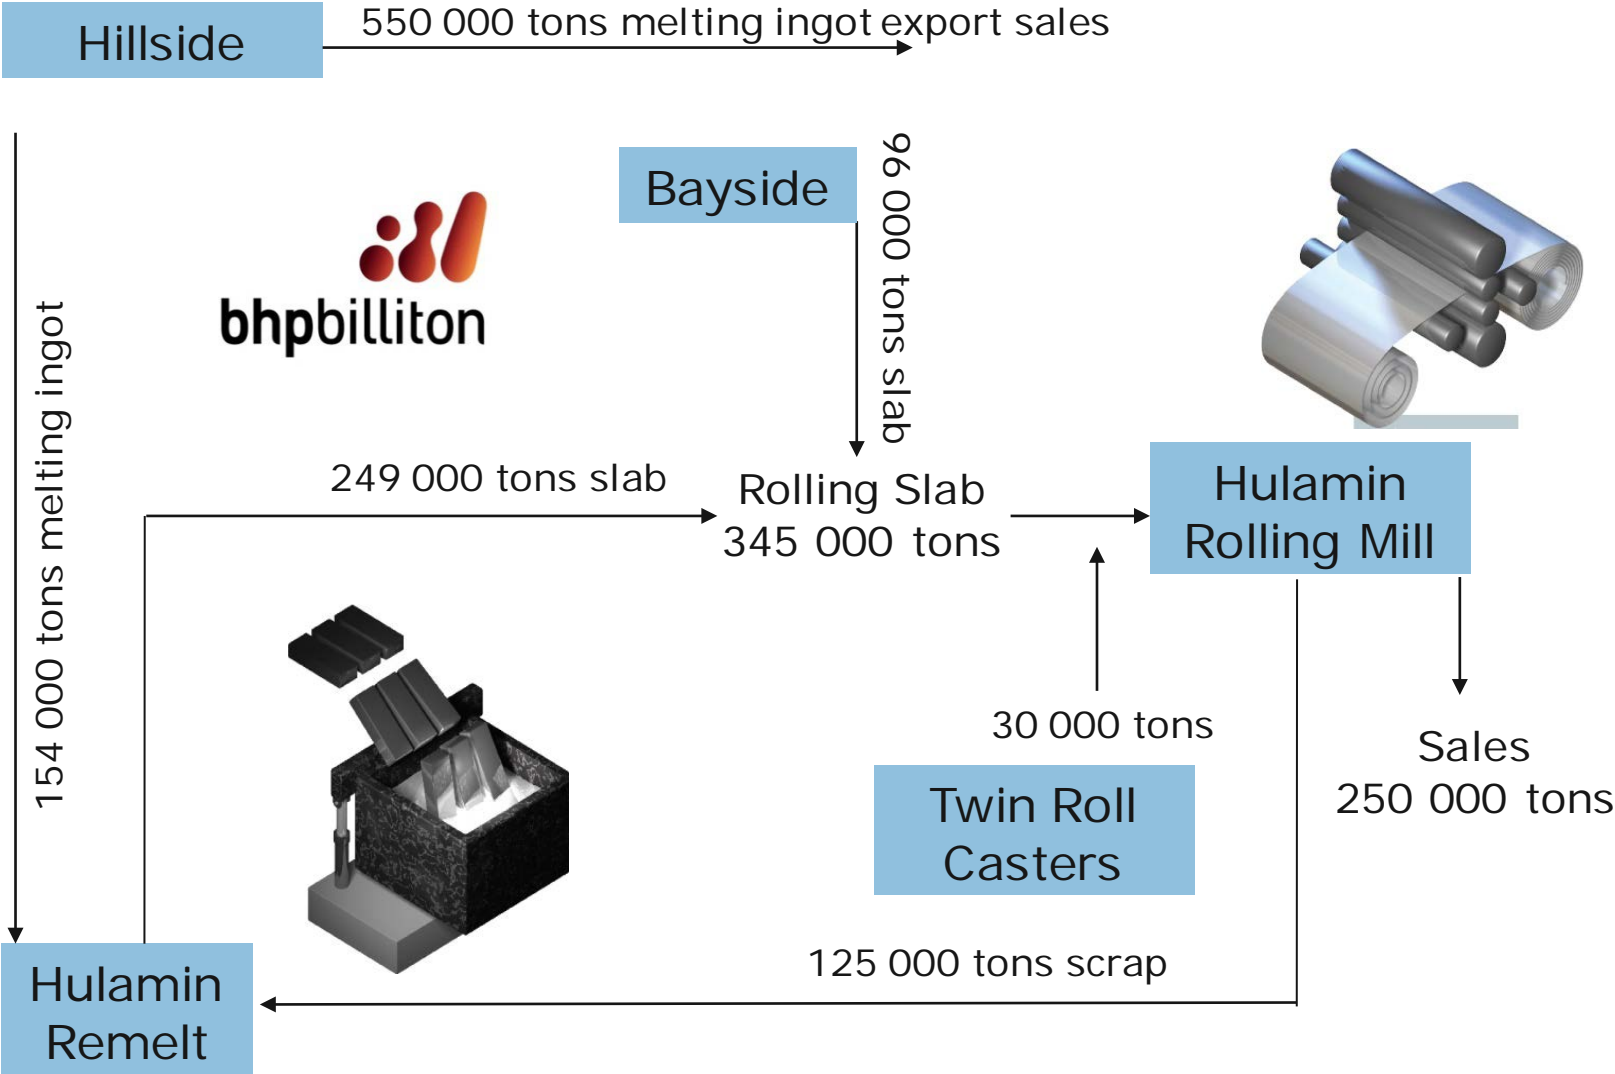 Hillside
550 000 tons melting ingot export sales
Bayside
96 000 tons slab
bhpbilliton
154 000 tons melting ingot
249 000 tons slab
Rolling Slab
345 000 tons
Hulamin
Rolling Mill
30 000 tons
Twin Roll
Casters
Sales
250 000 tons
125 000 tons scrap
Hulamin
Remelt